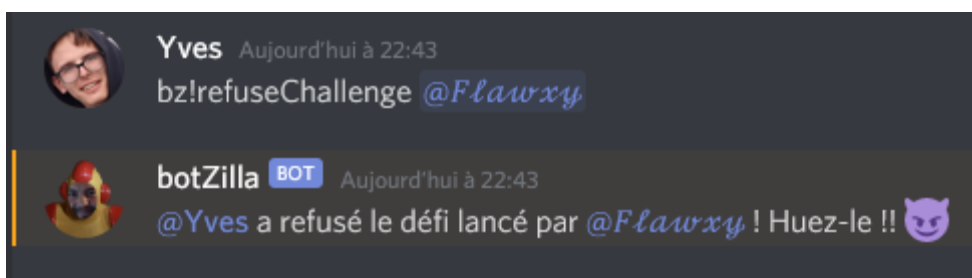 Yves Aujourd'hui à 22:43
bz!refuseChallenge @𝓕𝓵𝓪𝔀𝔁𝔂
botZilla BOT Aujourd'hui à 22:43
@Yves a refusé le défi lancé par @𝓕𝓵𝓪𝔀𝔁𝔂 ! Huez-le !! 😈